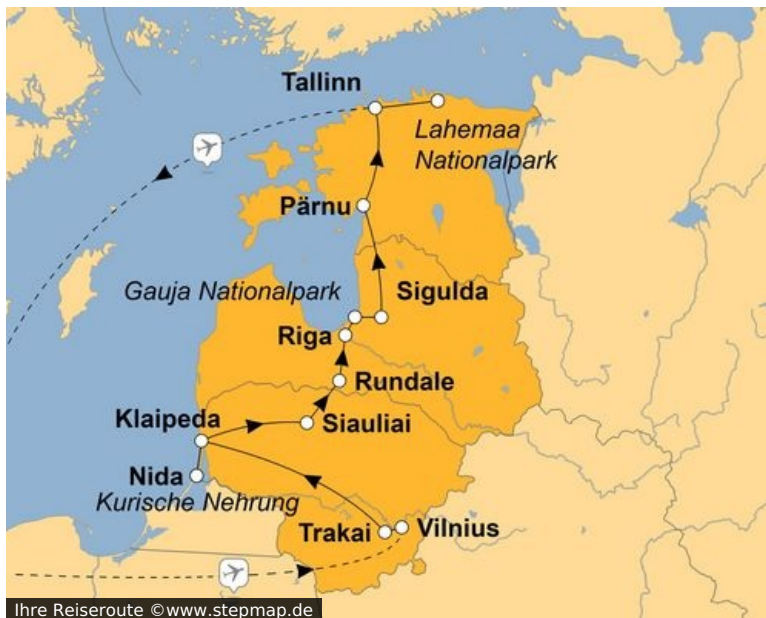 Tallinn
Lahemaa
Nationalpark
Pärnu
Gauja Nationalpark
Sigulda
Riga
Rundale
Klaipeda
Siauliai
Nida
Kurische Nehrung
Trakai
Vilnius
Ihre Reiseroute ©www.stepmap.de